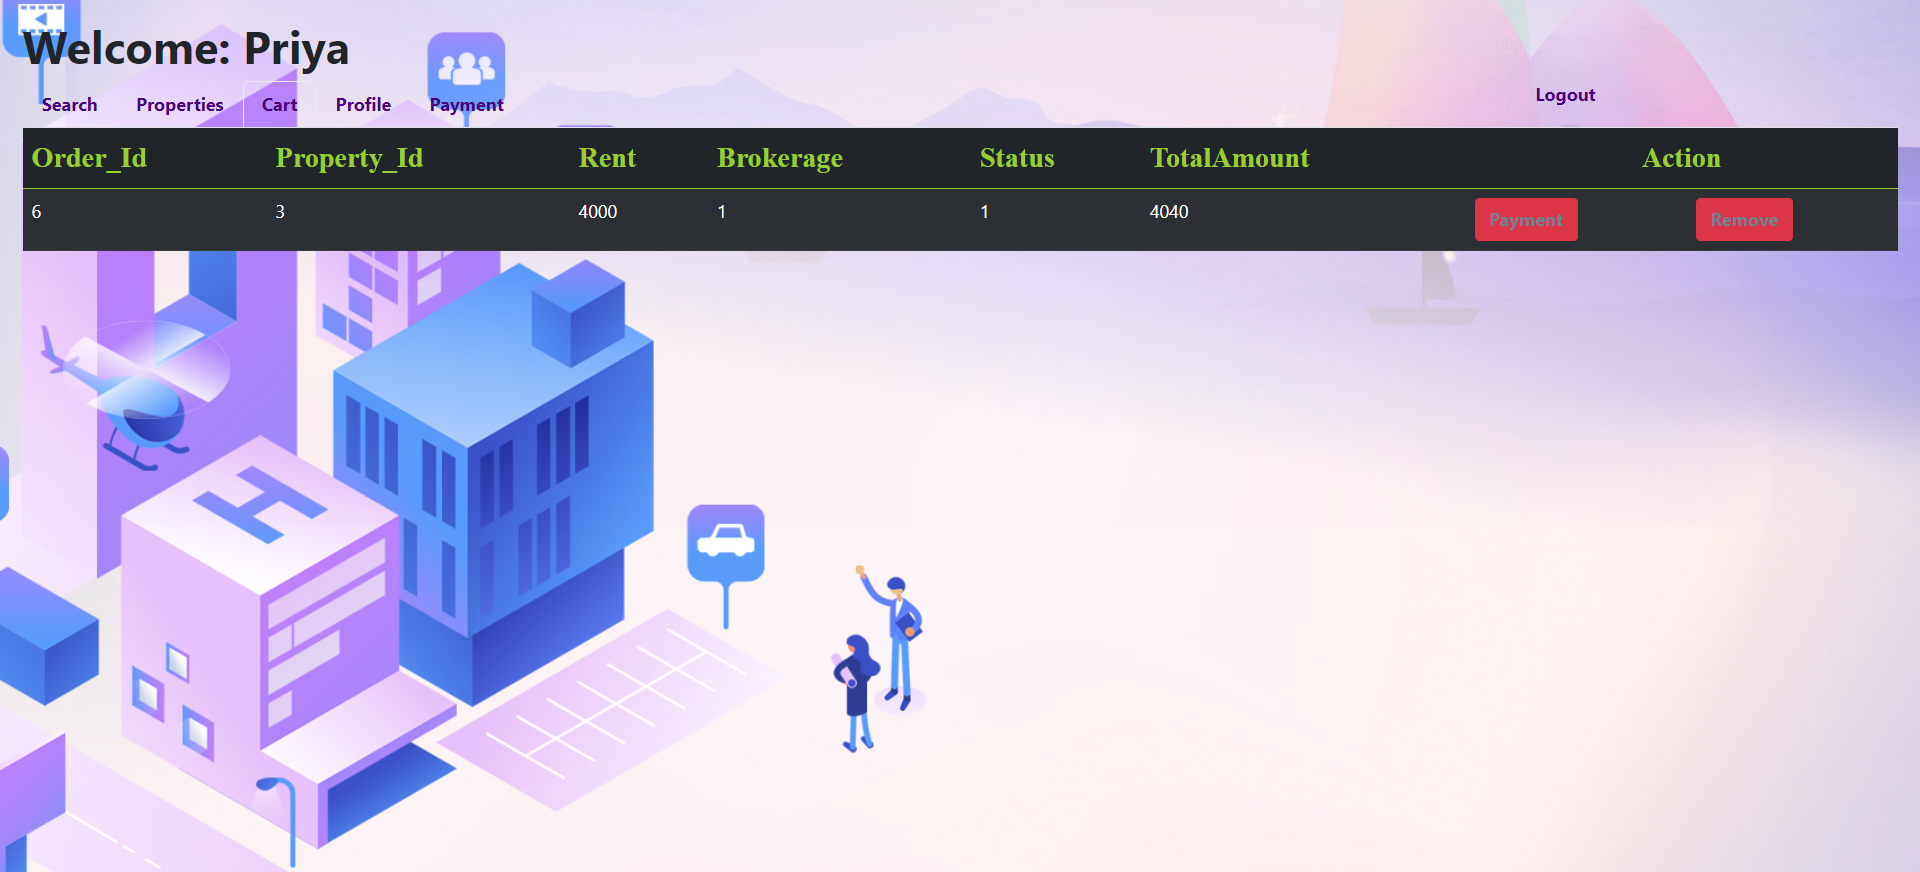 Welcome: Priya
Search Properties Cart Profile Payment Logout
Order_Id Property_Id Rent Brokerage Status TotalAmount Action
6 3 4000 1 1 4040 Payment Remove
H